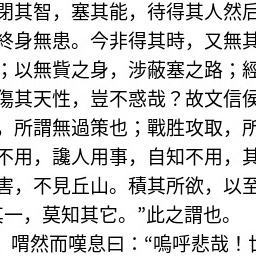 閉其智，塞其能，待得其人然后
終身無患。今非得其時，又無其
；以無貲之身，涉蔽塞之路；經
傷其天性，豈不惑哉？故文信侯
，所謂無過策也；戰胜攻取，所
不用，讒人用事，自知不用，其
害，不見丘山。積其所欲，以至
其一，莫知其它。”此之謂也。
喟然而嘆息曰：“嗚呼悲哉！世